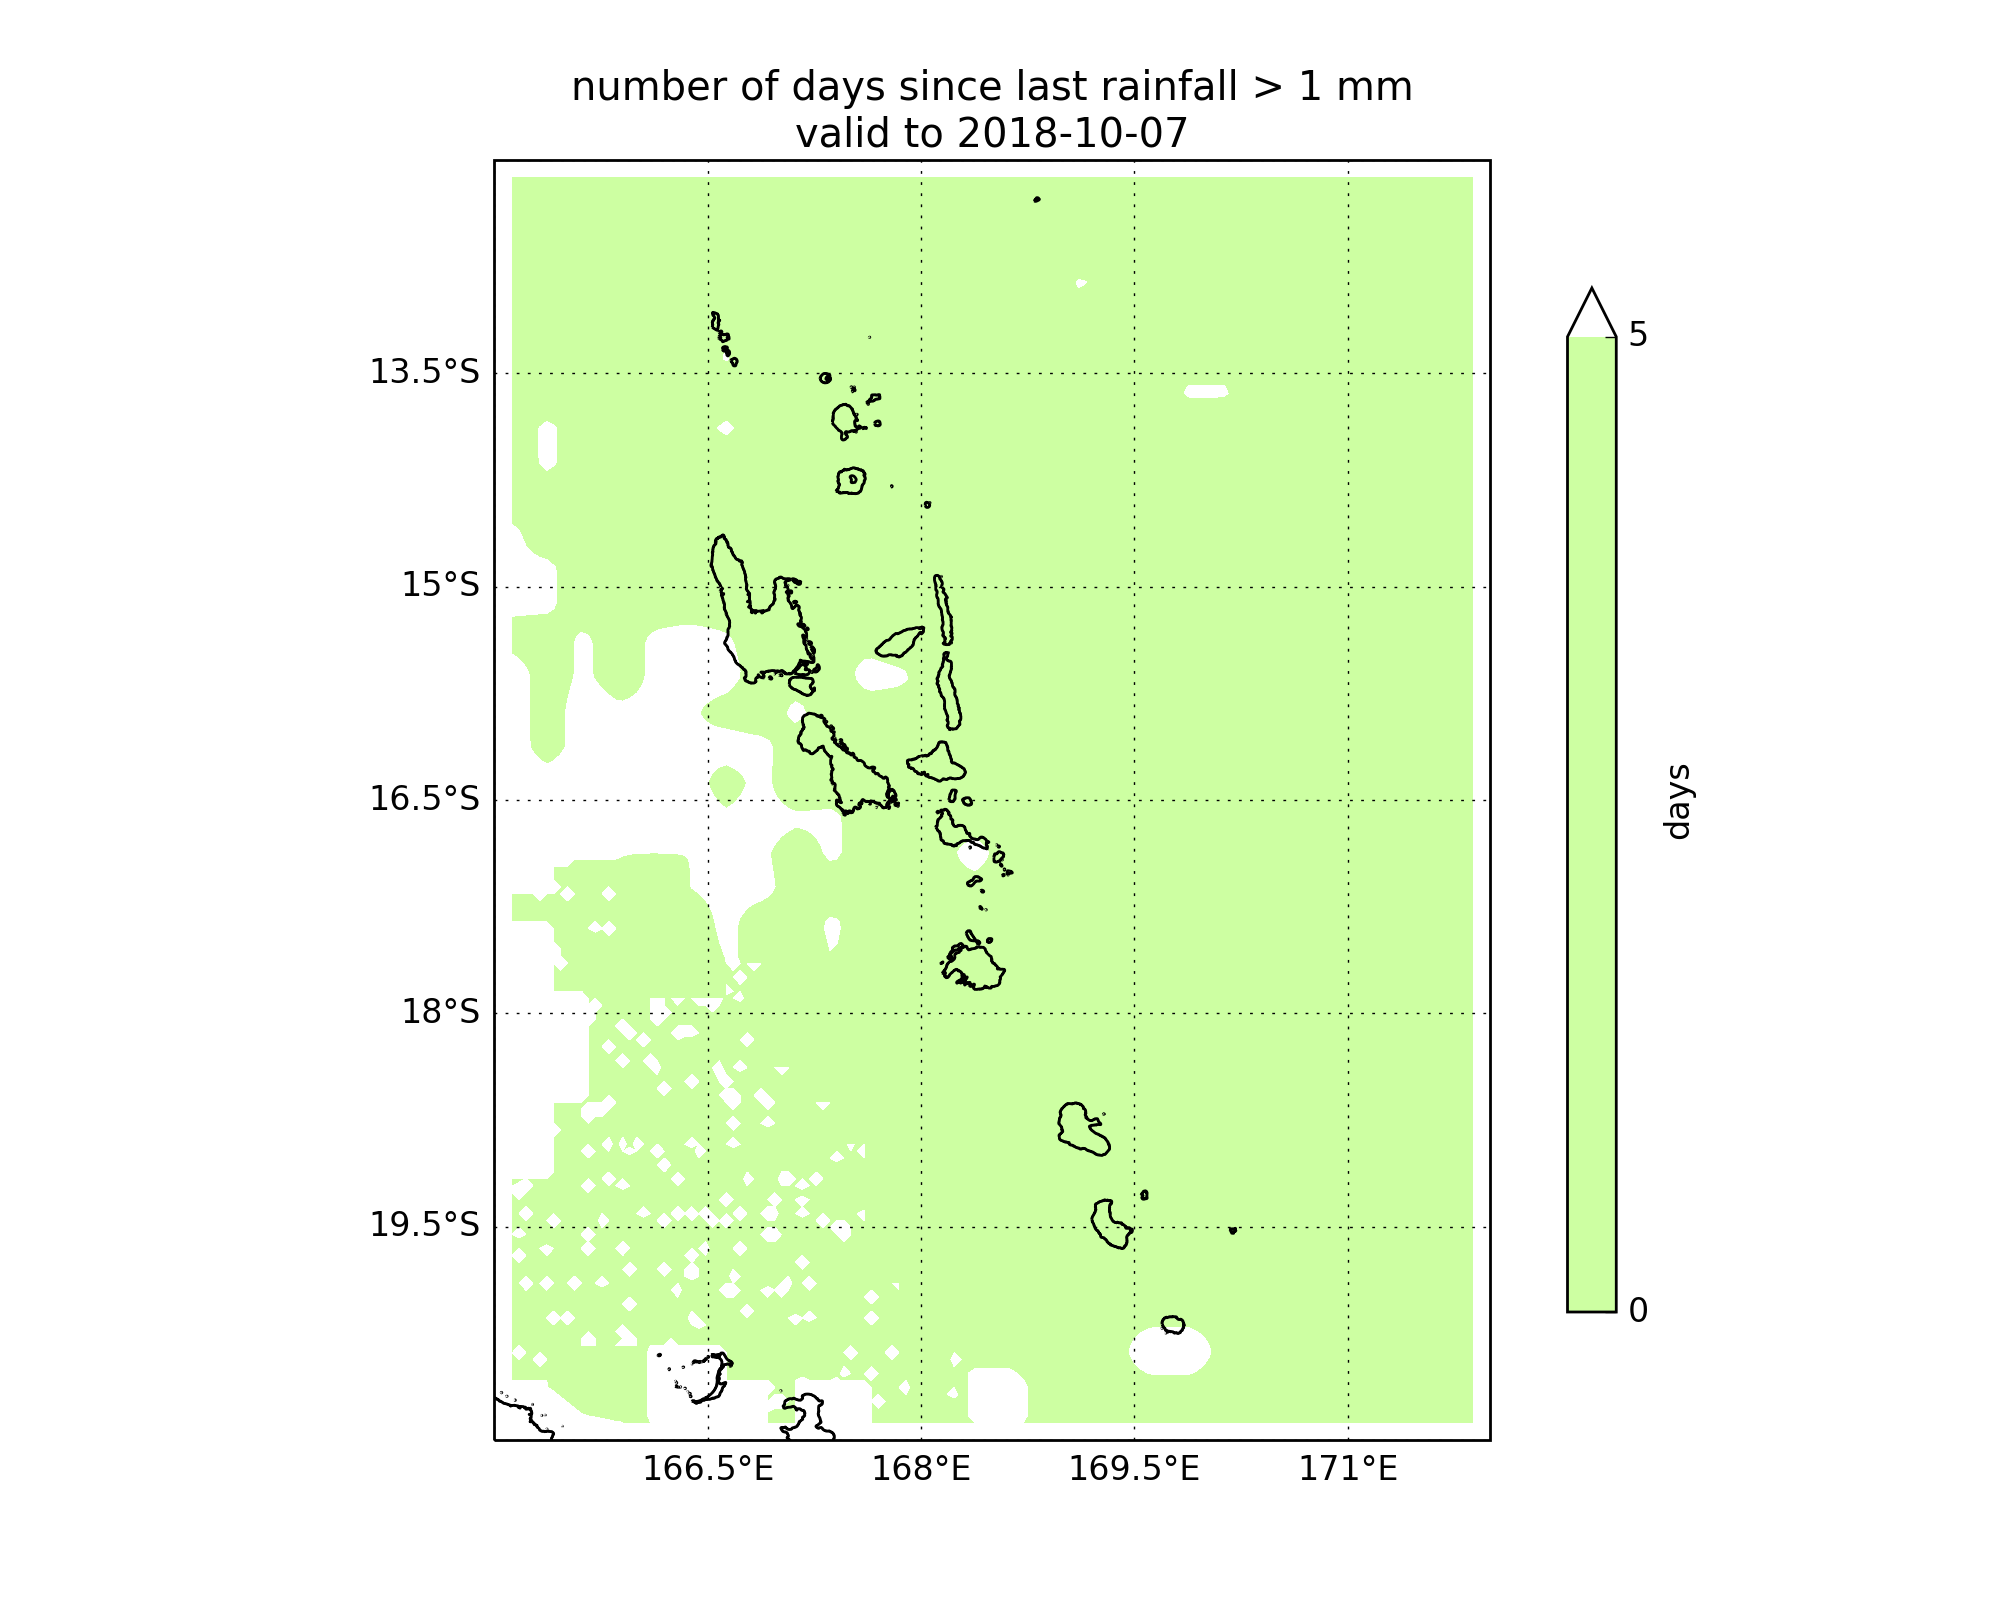 number of days since last rainfall > 1 mm
valid to 2018-10-07
13.5°S
15°S
16.5°S
18°S
19.5°S
166.5°E
168°E
169.5°E
171°E
5
days
0